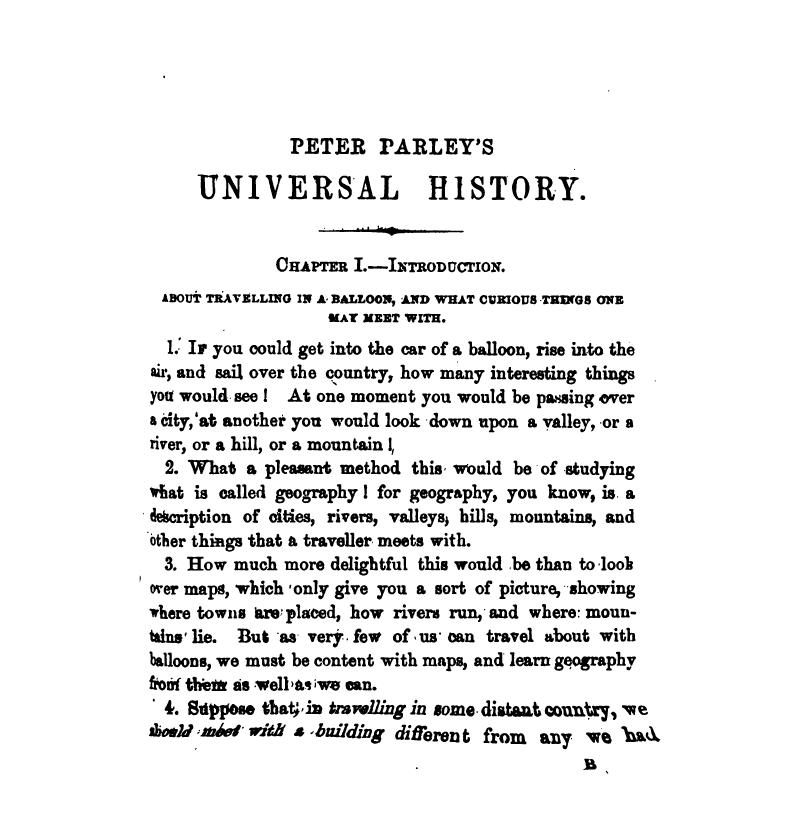 PETER PARLEY'S
UNIVERSAL HISTORY.
CHAPTER I.—INTRODUCTION.
ABOUT TRAVELLING IN A BALLOON, AND WHAT CURIOUS THINGS ONE
MAY MEET WITH.
1. IF you could get into the car of a balloon, rise into the
air, and sail over the country, how many interesting things
you would see! At one moment you would be passing over
a city, at another you would look down upon a valley, or a
river, or a hill, or a mountain!
2. What a pleasant method this would be of studying
what is called geography! for geography, you know, is a
description of cities, rivers, valleys, hills, mountains, and
other things that a traveller meets with.
3. How much more delightful this would be than to look
over maps, which only give you a sort of picture, showing
where towns are placed, how rivers run, and where moun-
tains lie. But as very few of us can travel about with
balloons, we must be content with maps, and learn geography
from them as well as we can.
4. Suppose that, in travelling in some distant country, we
should meet with a building different from any we had
B